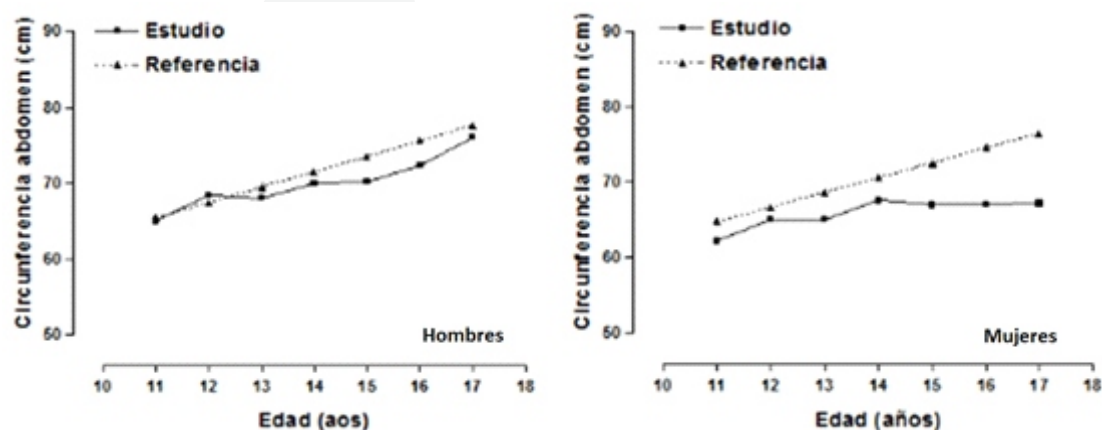 Circunferencia abdomen (cm)
90
80
70
60
50
Estudio
Referencia
Hombres
10 11 12 13 14 15 16 17 18
Edad (aos)
Circunferencia abdomen (cm)
90
80
70
60
50
Estudio
Referencia
Mujeres
10 11 12 13 14 15 16 17 18
Edad (años)